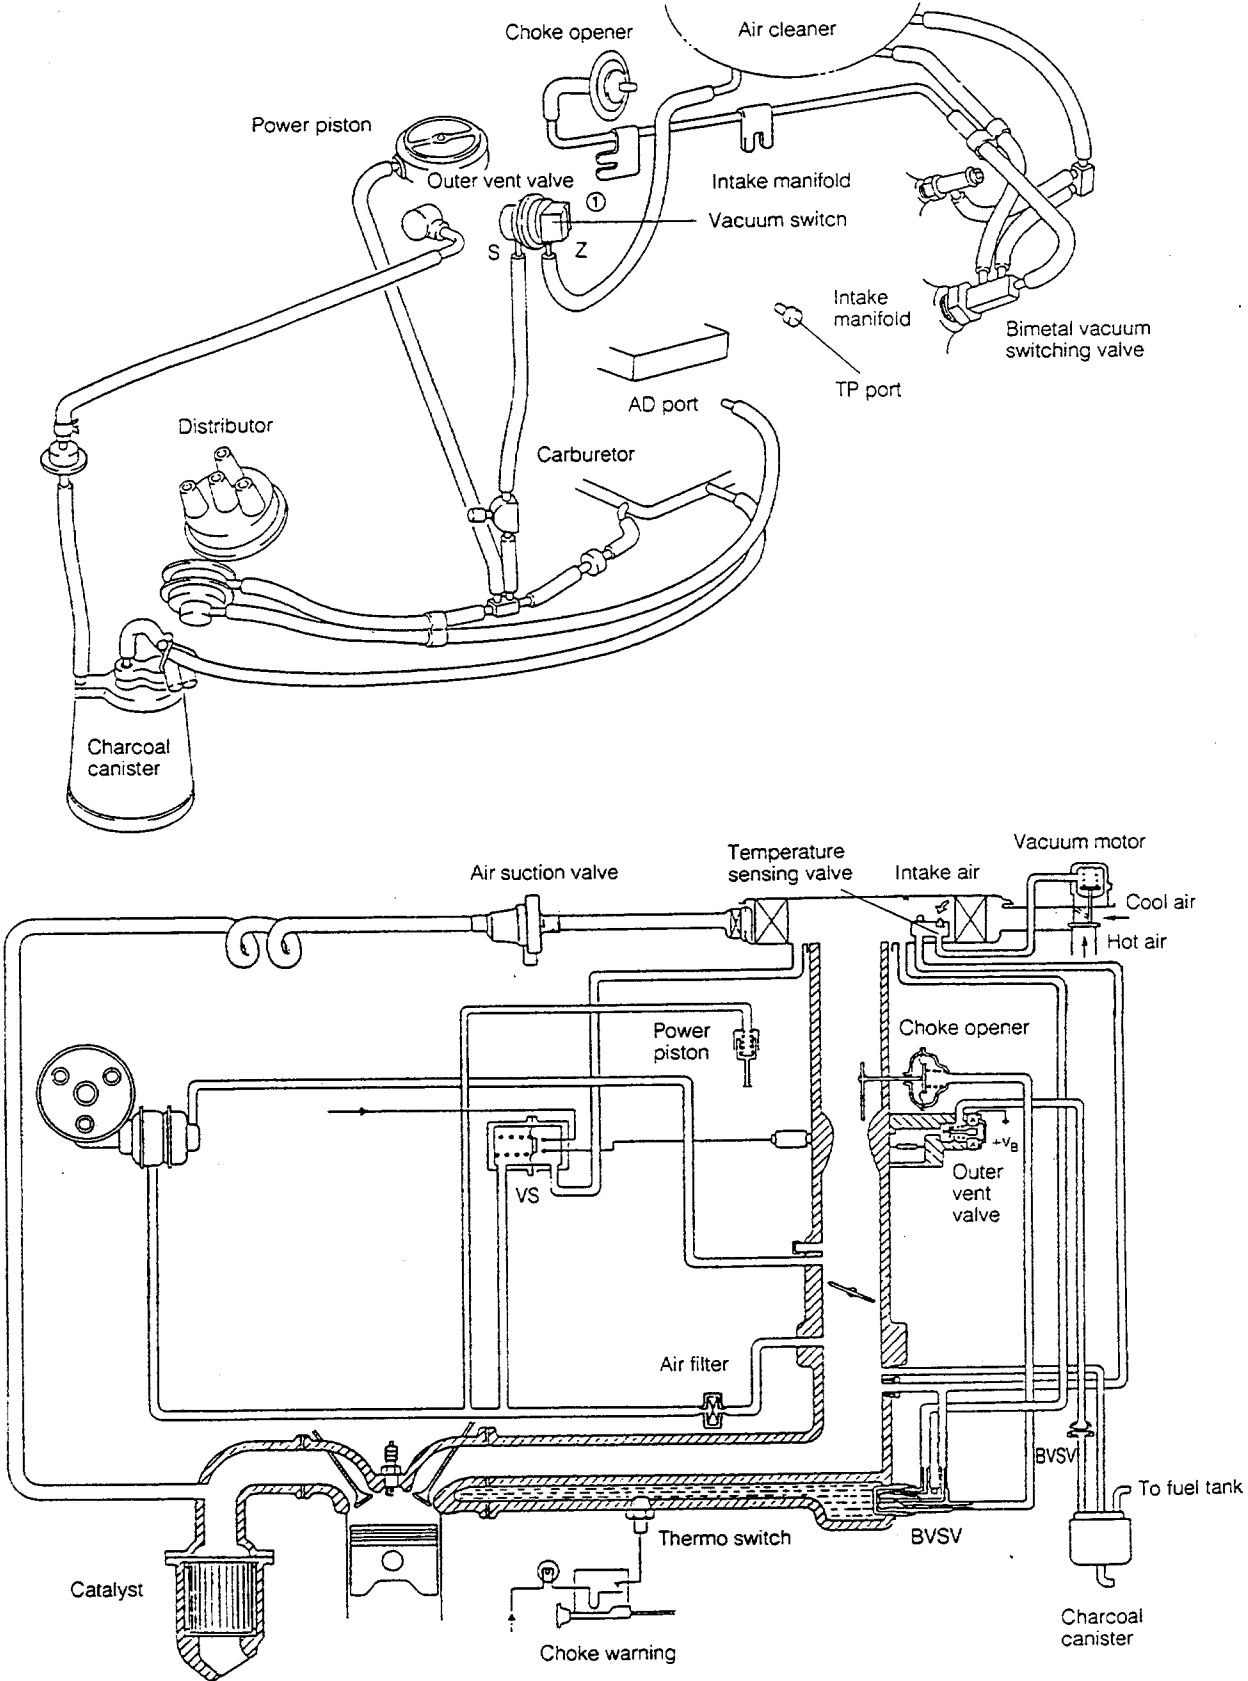 Choke opener
Air cleaner
Power piston
Outer vent valve
①
Intake manifold
Vacuum switch
S
Z
Intake
manifold
Bimetal vacuum
switching valve
TP port
AD port
Distributor
Carburetor
Charcoal
canister
Vacuum motor
Temperature
sensing valve
Intake air
Air suction valve
Cool air
Hot air
Power
piston
Choke opener
+VB
VS
Outer
vent
valve
Air filter
BVSV
To fuel tank
Thermo switch
BVSV
Catalyst
Choke warning
Charcoal
canister